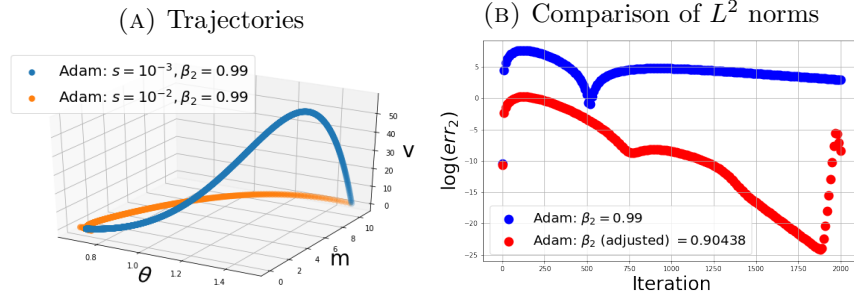 (A) Trajectories
Adam: s = 10⁻³, β₂ = 0.99
Adam: s = 10⁻², β₂ = 0.99
50
40
30
20
10
0
v
0.8
1.0
1.2
1.4
θ
0
2
4
6
8
10
m
(B) Comparison of L² norms
5
0
−5
−10
−15
−20
−25
log(err₂)
Adam: β₂ = 0.99
Adam: β₂ (adjusted) = 0.90438
0
250
500
750
1000
1250
1500
1750
2000
Iteration